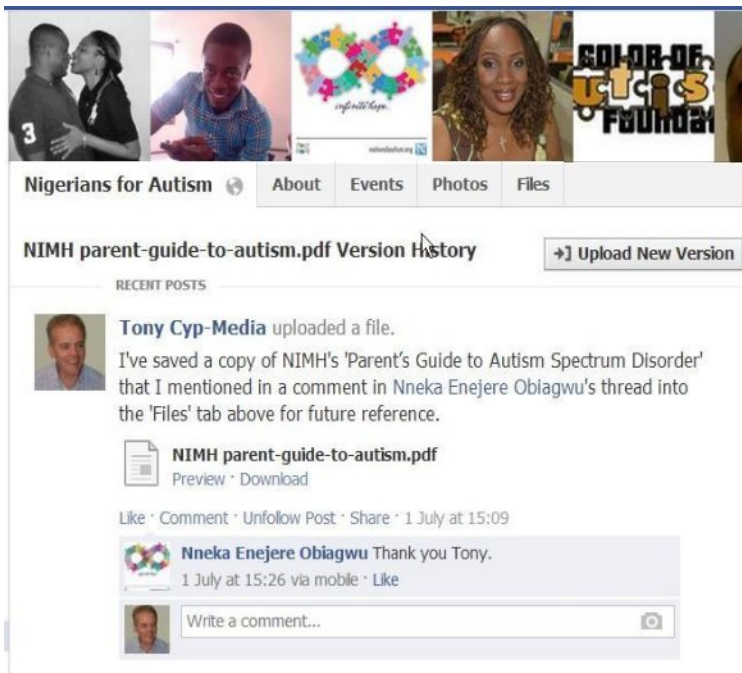 3
infinite hope.
nationalautism.org
COLOR OF
FOUNDAT
Nigerians for Autism About Events Photos Files
NIMH parent-guide-to-autism.pdf Version History Upload New Version
RECENT POSTS
Tony Cyp-Media uploaded a file.
I've saved a copy of NIMH's 'Parent's Guide to Autism Spectrum Disorder'
that I mentioned in a comment in Nneka Enejere Obiagwu's thread into
the 'Files' tab above for future reference.
NIMH parent-guide-to-autism.pdf
Preview · Download
Like · Comment · Unfollow Post · Share · 1 July at 15:09
Nneka Enejere Obiagwu Thank you Tony.
1 July at 15:26 via mobile · Like
Write a comment...